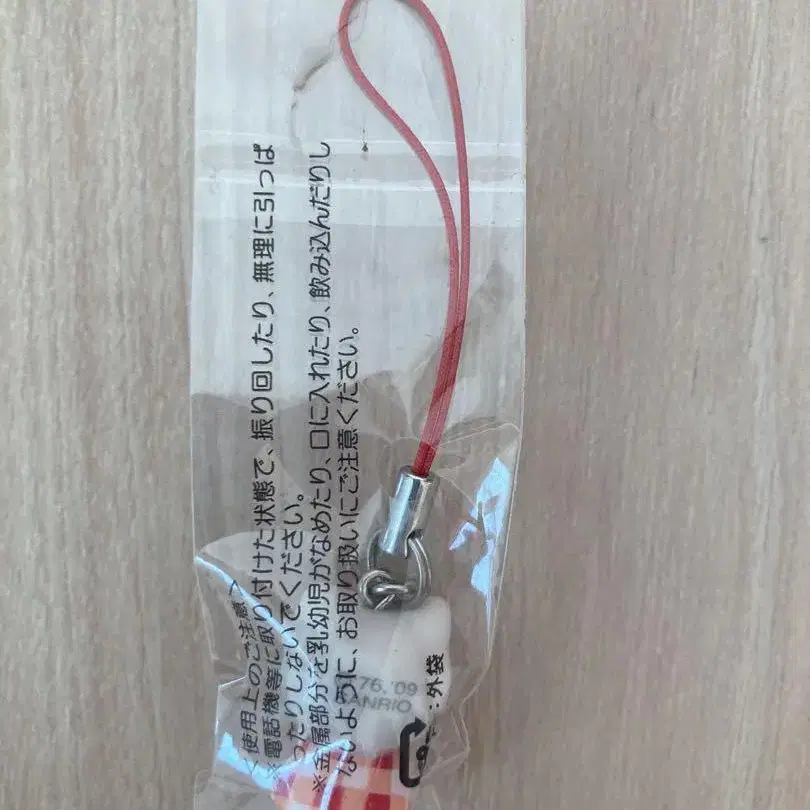 <使用上のご注意>
※電話機等に取り付けた状態で、振り回したり、無理に引っぱ
ったりしないでください。
※金属部分を乳幼児がなめたり、口に入れたり、飲み込んだりし
ないように、お取り扱いにご注意ください。
76,'09
SANRIO
:外袋